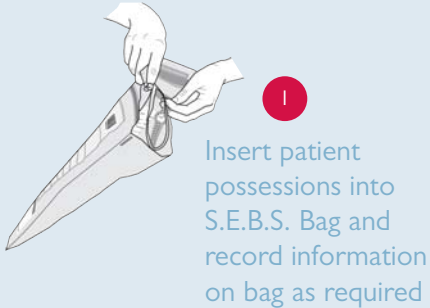 1
Insert patient
possessions into
S.E.B.S. Bag and
record information
on bag as required